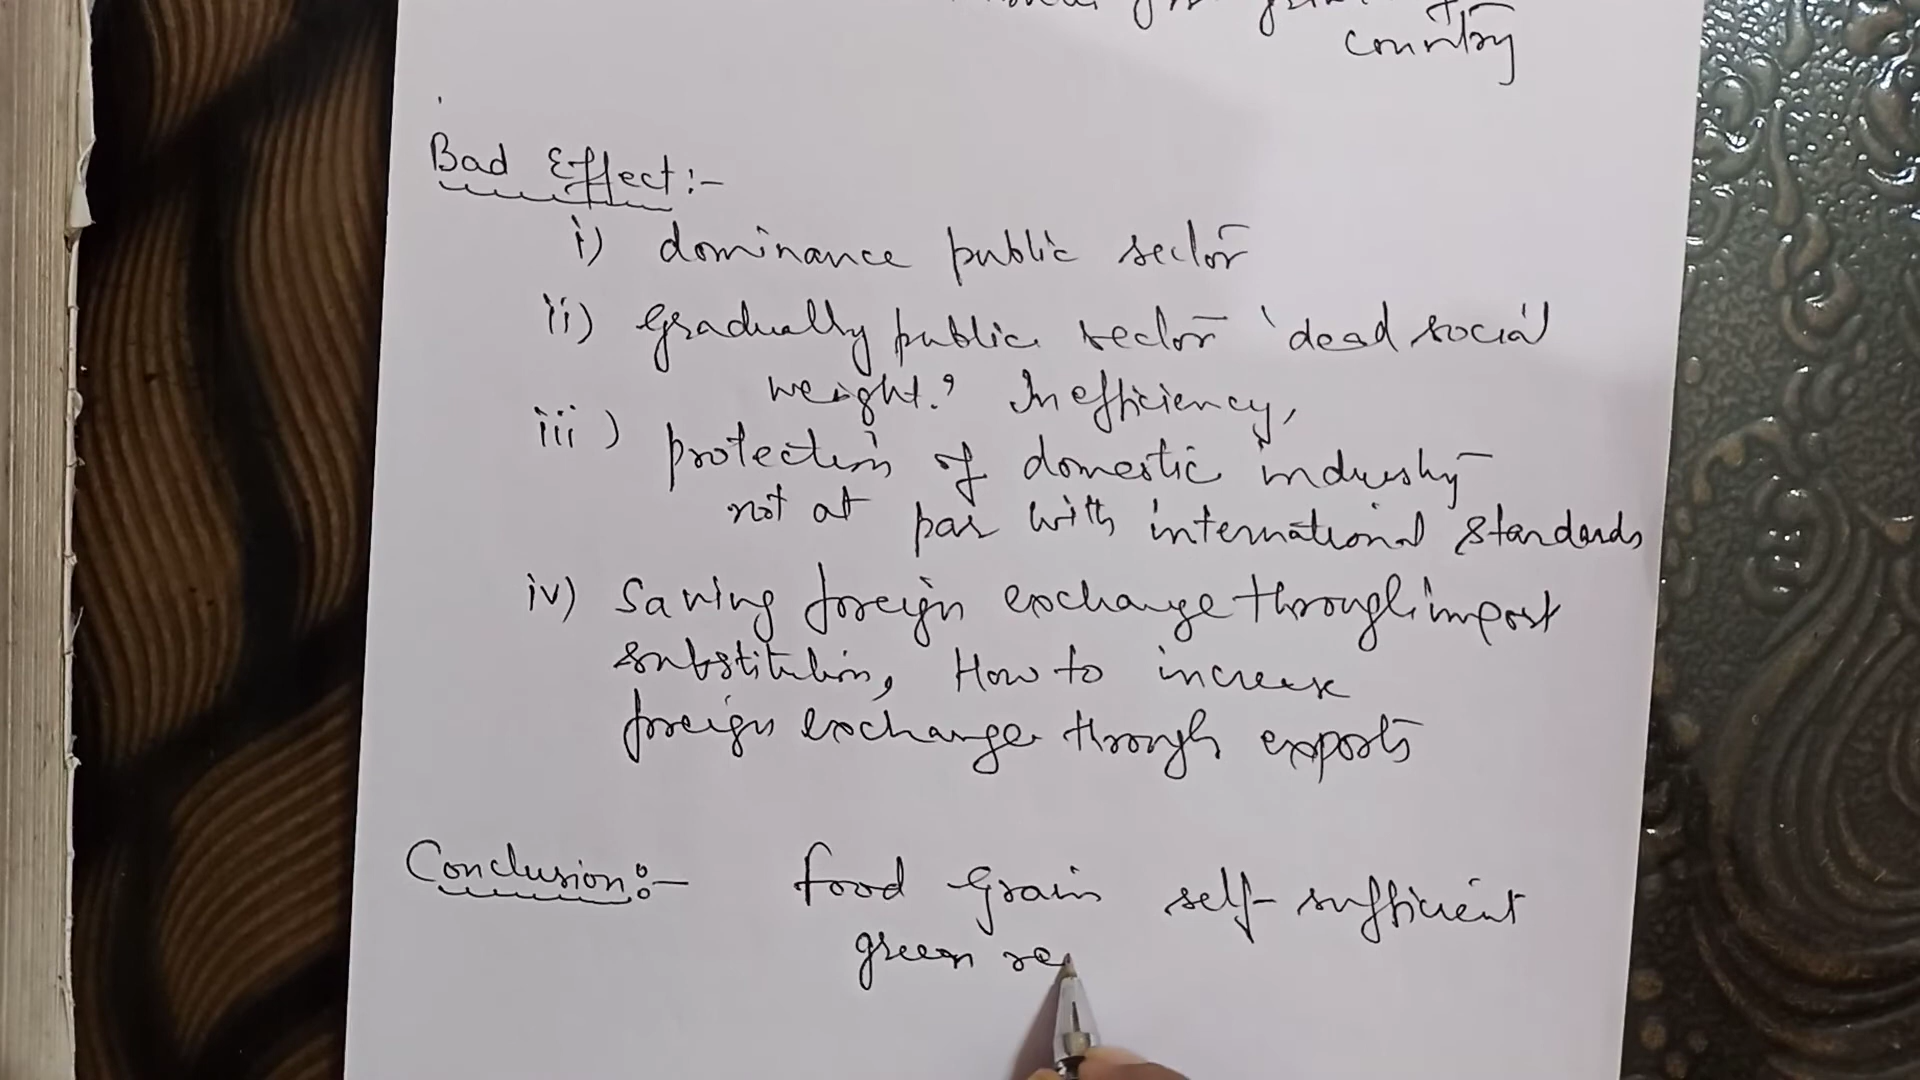 country
Bad Effect:-
i) dominance public sector
ii) Gradually public sector 'dead social
weight.' Inefficiency,
iii) protection of domestic industry
not at par with international standards
iv) Saving foreign exchange through import
substitution, How to increase
foreign exchange through exports
Conclusion:- food grain self-sufficient
green re